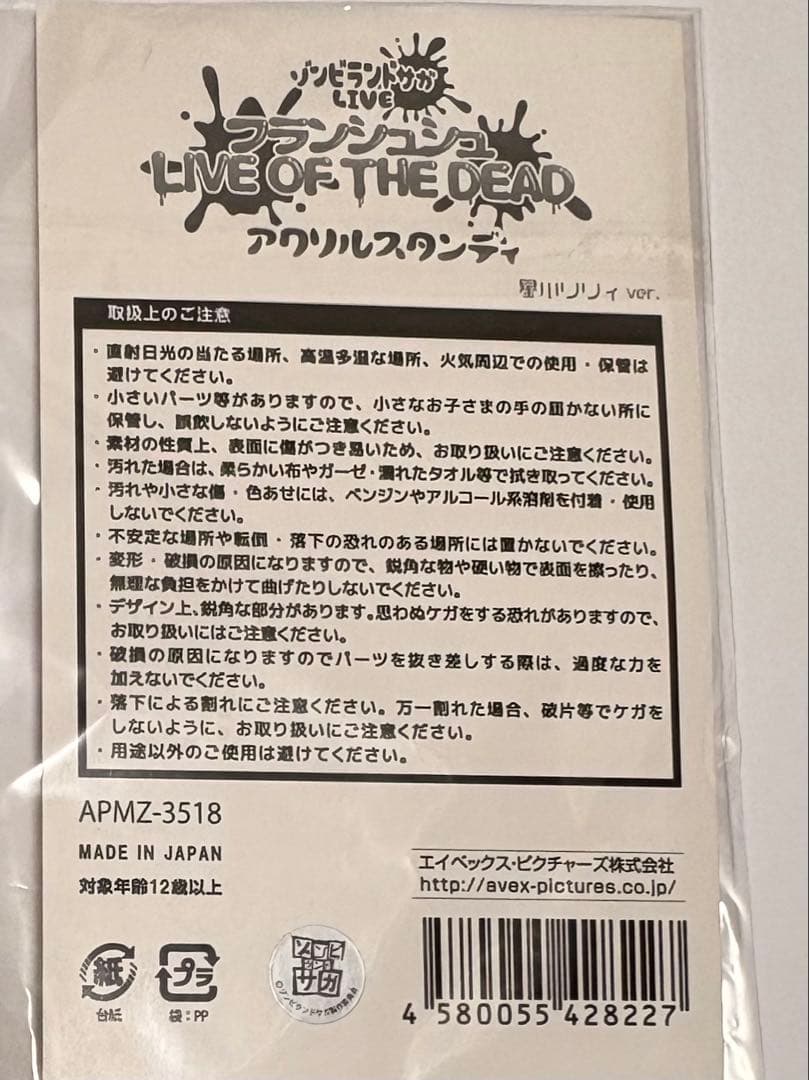 ゾンビランドサガ
LIVE
フランシュシュ
LIVE OF THE DEAD
アクリルスタンディ
星川リリィ ver.
取扱上のご注意
・直射日光の当たる場所、高温多湿な場所、火気周辺での使用・保管は
避けてください。
・小さいパーツ等がありますので、小さなお子さまの手の届かない所に
保管し、誤飲しないようにご注意ください。
・素材の性質上、表面に傷がつき易いため、お取り扱いにご注意ください。
・汚れた場合は、柔らかい布やガーゼ・濡れたタオル等で拭き取ってください。
・汚れや小さな傷・色あせには、ベンジンやアルコール系溶剤を付着・使用
しないでください。
・不安定な場所や転倒・落下の恐れのある場所には置かないでください。
・変形・破損の原因になりますので、鋭角な物や硬い物で表面を擦ったり、
無理な負担をかけて曲げたりしないでください。
・デザイン上、鋭角な部分があります。思わぬケガをする恐れがありますので、
お取り扱いにはご注意ください。
・破損の原因になりますのでパーツを抜き差しする際は、過度な力を
加えないでください。
・落下による割れにご注意ください。万一割れた場合、破片等でケガを
しないように、お取り扱いにご注意ください。
・用途以外のご使用は避けてください。
APMZ-3518
MADE IN JAPAN
対象年齢12歳以上
エイベックス・ピクチャーズ株式会社
http://avex-pictures.co.jp/
紙
台紙
プラ
袋:PP
ゾンビ
ランド
サガ
©ゾンビランドサガ製作委員会
4 580055 428227